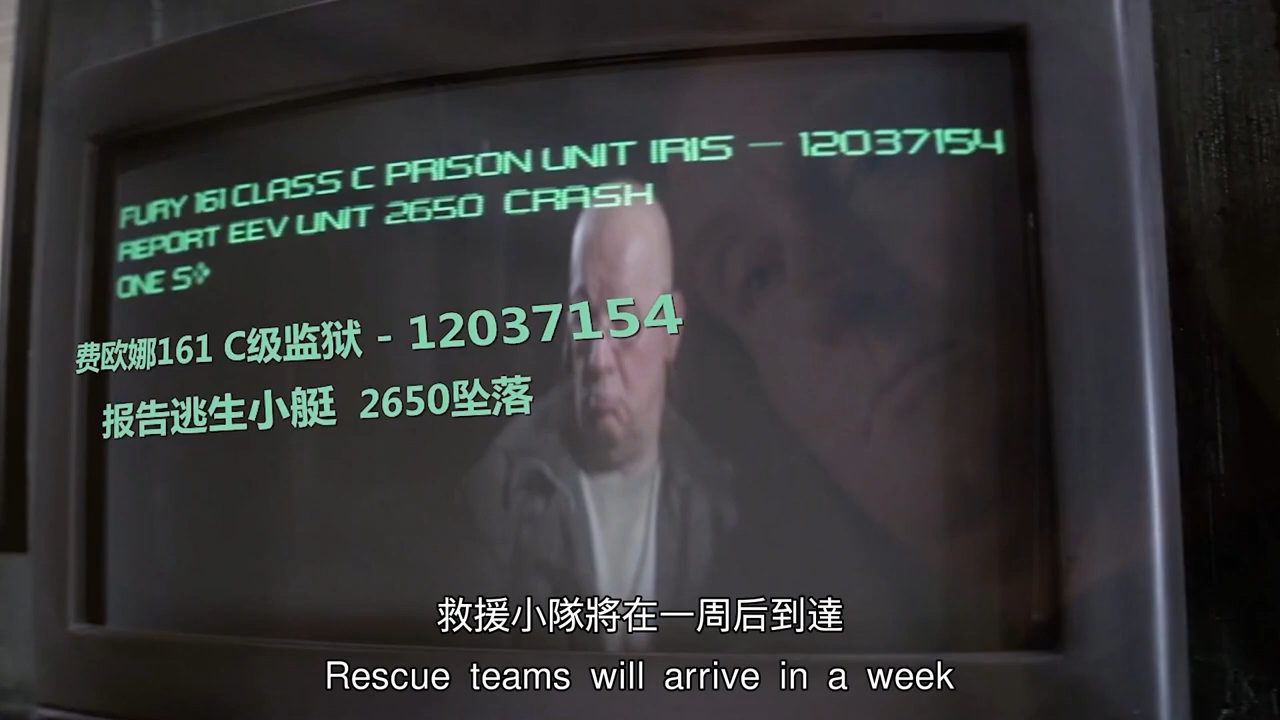 FURY 161 CLASS C PRISON UNIT IRIS – 12037154
REPORT EEV UNIT 2650 CRASH
ONE S
费欧娜161 C级监狱 - 12037154
报告逃生小艇 2650坠落
救援小隊將在一周后到達
Rescue teams will arrive in a week